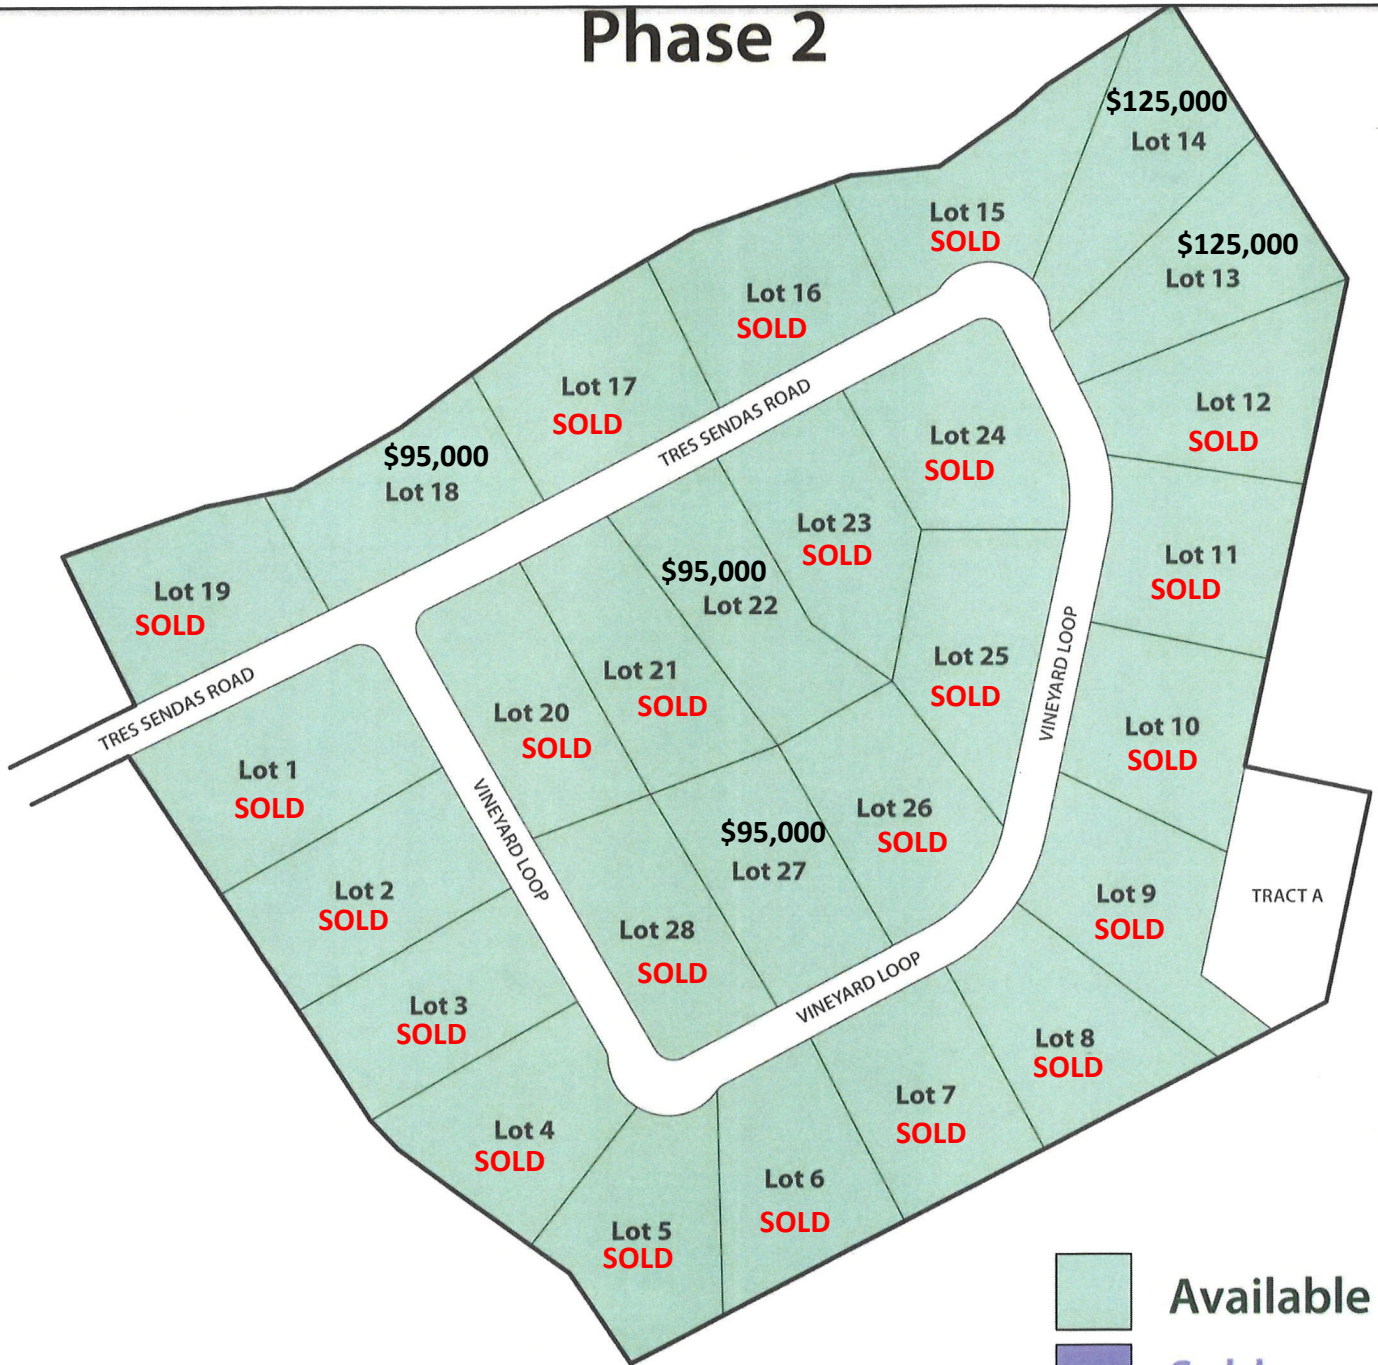 Phase 2
$125,000
Lot 14
Lot 15
SOLD
$125,000
Lot 13
Lot 16
SOLD
Lot 17
SOLD
Lot 12
SOLD
TRES SENDAS ROAD
Lot 24
SOLD
$95,000
Lot 18
Lot 23
SOLD
Lot 11
SOLD
$95,000
Lot 22
Lot 19
SOLD
Lot 25
SOLD
VINEYARD LOOP
Lot 21
SOLD
Lot 20
SOLD
TRES SENDAS ROAD
Lot 10
SOLD
Lot 1
SOLD
VINEYARD LOOP
Lot 26
SOLD
$95,000
Lot 27
Lot 2
SOLD
Lot 9
SOLD
TRACT A
Lot 28
SOLD
VINEYARD LOOP
Lot 3
SOLD
Lot 8
SOLD
Lot 7
SOLD
Lot 4
SOLD
Lot 6
SOLD
Lot 5
SOLD
Available